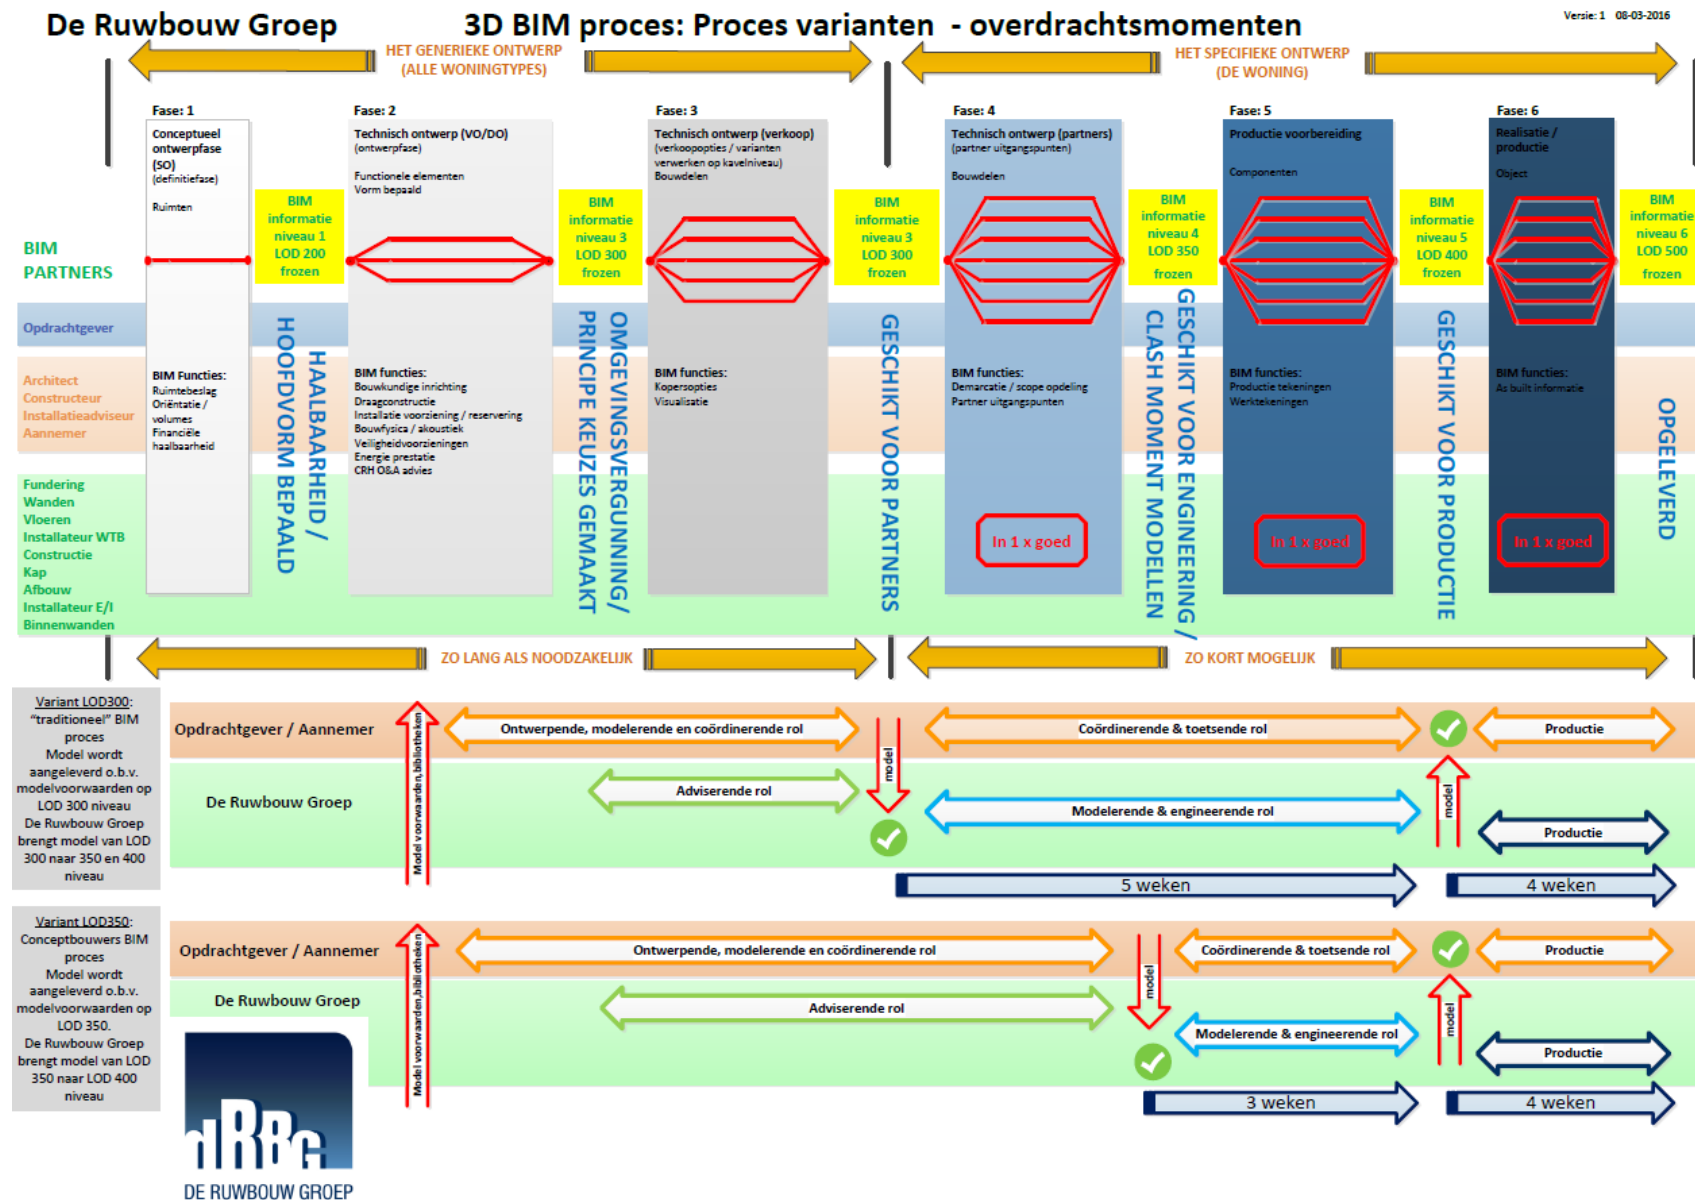 De Ruwbouw Groep
3D BIM proces: Proces varianten - overdrachtsmomenten
Versie: 1 08-03-2016
HET GENERIEKE ONTWERP
(ALLE WONINGTYPES)
HET SPECIFIEKE ONTWERP
(DE WONING)
Fase: 1
Conceptueel
ontwerpfase
(SO)
(definitiefase)
Ruimten
Fase: 2
Technisch ontwerp (VO/DO)
(ontwerpfase)
Functionele elementen
Vorm bepaald
Fase: 3
Technisch ontwerp (verkoop)
(verkoopopties / varianten
verwerken op kavelniveau)
Bouwdelen
Fase: 4
Technisch ontwerp (partners)
(partner uitgangspunten)
Bouwdelen
Fase: 5
Productie voorbereiding
Componenten
Fase: 6
Realisatie /
productie
Object
BIM
PARTNERS
BIM
informatie
niveau 1
LOD 200
frozen
BIM
informatie
niveau 3
LOD 300
frozen
BIM
informatie
niveau 3
LOD 300
frozen
BIM
informatie
niveau 4
LOD 350
frozen
BIM
informatie
niveau 5
LOD 400
frozen
BIM
informatie
niveau 6
LOD 500
frozen
Opdrachtgever
Architect
Constructeur
Installatieadviseur
Aannemer
Fundering
Wanden
Vloeren
Installateur WTB
Constructie
Kap
Afbouw
Installateur E/I
Binnenwanden
BIM Functies:
Ruimtebeslag
Oriëntatie /
volumes
Financiële
haalbaarheid
HAALBAARHEID /
HOOFDVORM BEPAALD
BIM functies:
Bouwkundige inrichting
Draagconstructie
Installatie voorziening / reservering
Bouwfysica / akoustiek
Veiligheidvoorzieningen
Energie prestatie
CRH O&A advies
OMGEVINGSVERGUNNING/
PRINCIPE KEUZES GEMAAKT
BIM functies:
Kopersopties
Visualisatie
GESCHIKT VOOR PARTNERS
BIM functies:
Demarcatie / scope opdeling
Partner uitgangspunten
In 1 x goed
GESCHIKT VOOR ENGINEERING /
CLASH MOMENT MODELLEN
BIM functies:
Productie tekeningen
Werktekeningen
In 1 x goed
GESCHIKT VOOR PRODUCTIE
BIM functies:
As built informatie
In 1 x goed
OPGELEVERD
ZO LANG ALS NOODZAKELIJK
ZO KORT MOGELIJK
Variant LOD300:
“traditioneel” BIM
proces
Model wordt
aangeleverd o.b.v.
modelvoorwaarden op
LOD 300 niveau
De Ruwbouw Groep
brengt model van LOD
300 naar 350 en 400
niveau
Opdrachtgever / Aannemer
De Ruwbouw Groep
Model voorwaarden,bibliotheken
Ontwerpende, modelerende en coördinerende rol
Adviserende rol
model
Coördinerende & toetsende rol
Modelerende & engineerende rol
model
Productie
Productie
5 weken
4 weken
Variant LOD350:
Conceptbouwers BIM
proces
Model wordt
aangeleverd o.b.v.
modelvoorwaarden op
LOD 350.
De Ruwbouw Groep
brengt model van LOD
350 naar LOD 400
niveau
Opdrachtgever / Aannemer
De Ruwbouw Groep
Model voorwaarden,bibliotheken
Ontwerpende, modelerende en coördinerende rol
Adviserende rol
model
Coördinerende & toetsende rol
Modelerende & engineerende rol
model
Productie
Productie
3 weken
4 weken
dRBG
DE RUWBOUW GROEP